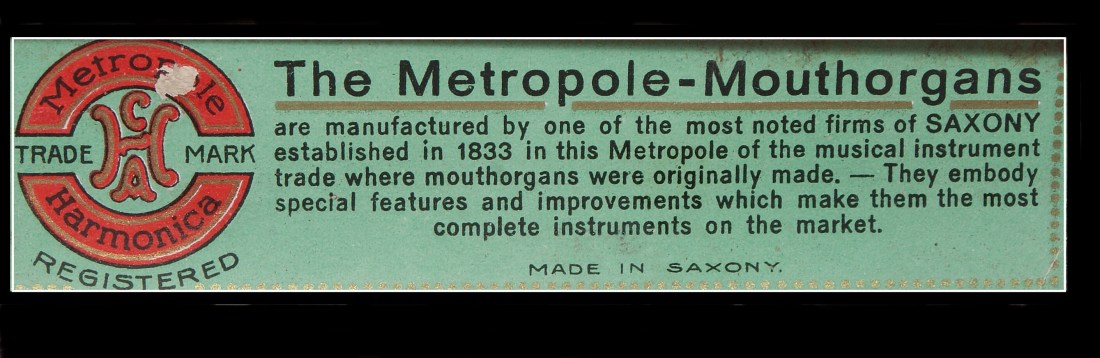 Metropole
CHA
TRADE MARK
Harmonica
REGISTERED
The Metropole-Mouthorgans
are manufactured by one of the most noted firms of SAXONY
established in 1833 in this Metropole of the musical instrument
trade where mouthorgans were originally made. — They embody
special features and improvements which make them the most
complete instruments on the market.
MADE IN SAXONY.